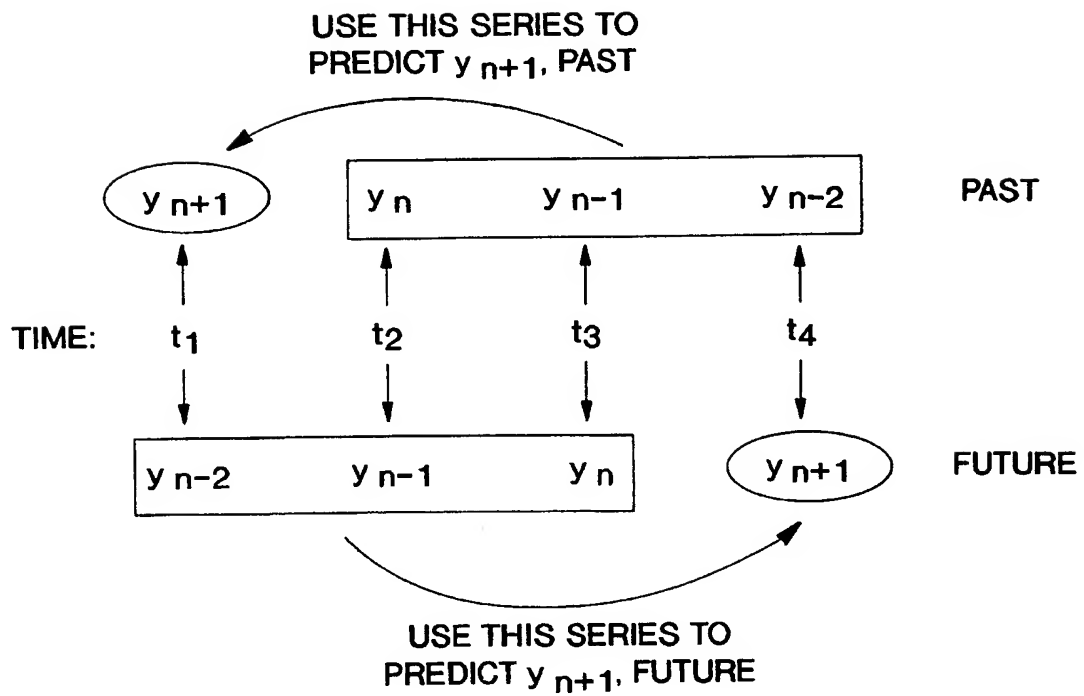 USE THIS SERIES TO
PREDICT y n+1, PAST
y n+1 y n y n-1 y n-2 PAST
TIME: t1 t2 t3 t4
y n-2 y n-1 y n y n+1 FUTURE
USE THIS SERIES TO
PREDICT y n+1, FUTURE